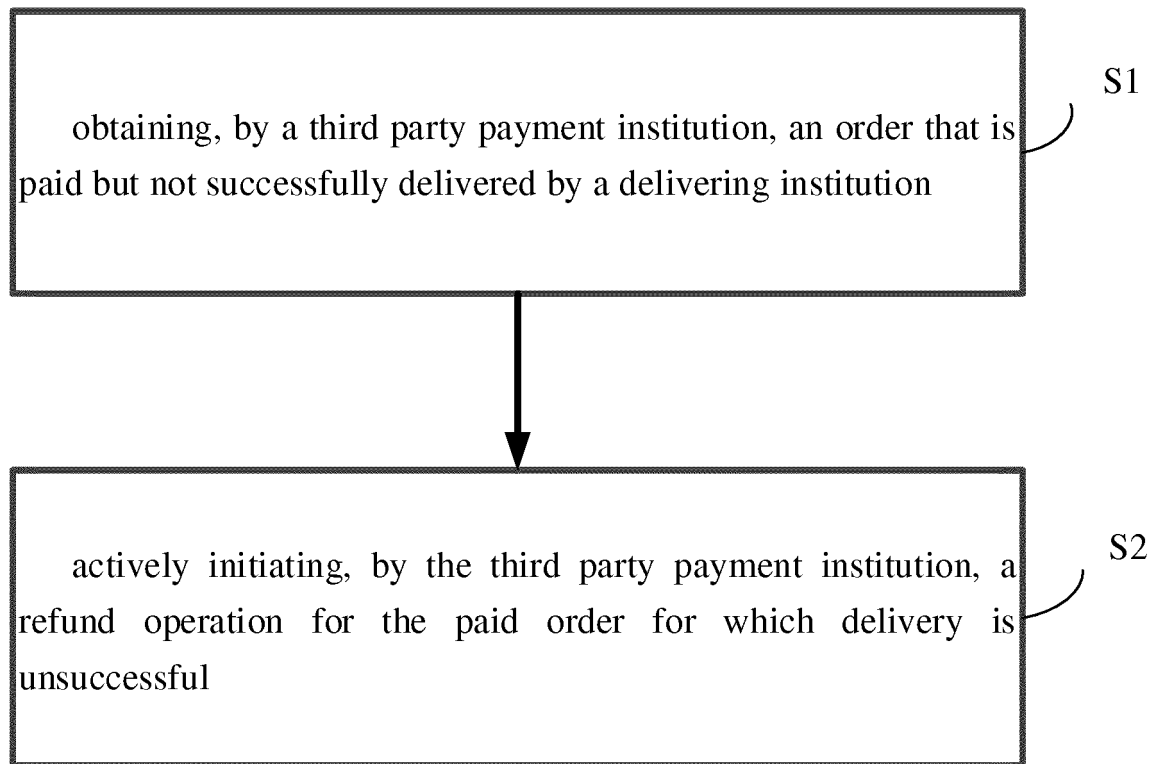 S1
obtaining, by a third party payment institution, an order that is
paid but not successfully delivered by a delivering institution
S2
actively initiating, by the third party payment institution, a
refund operation for the paid order for which delivery is
unsuccessful